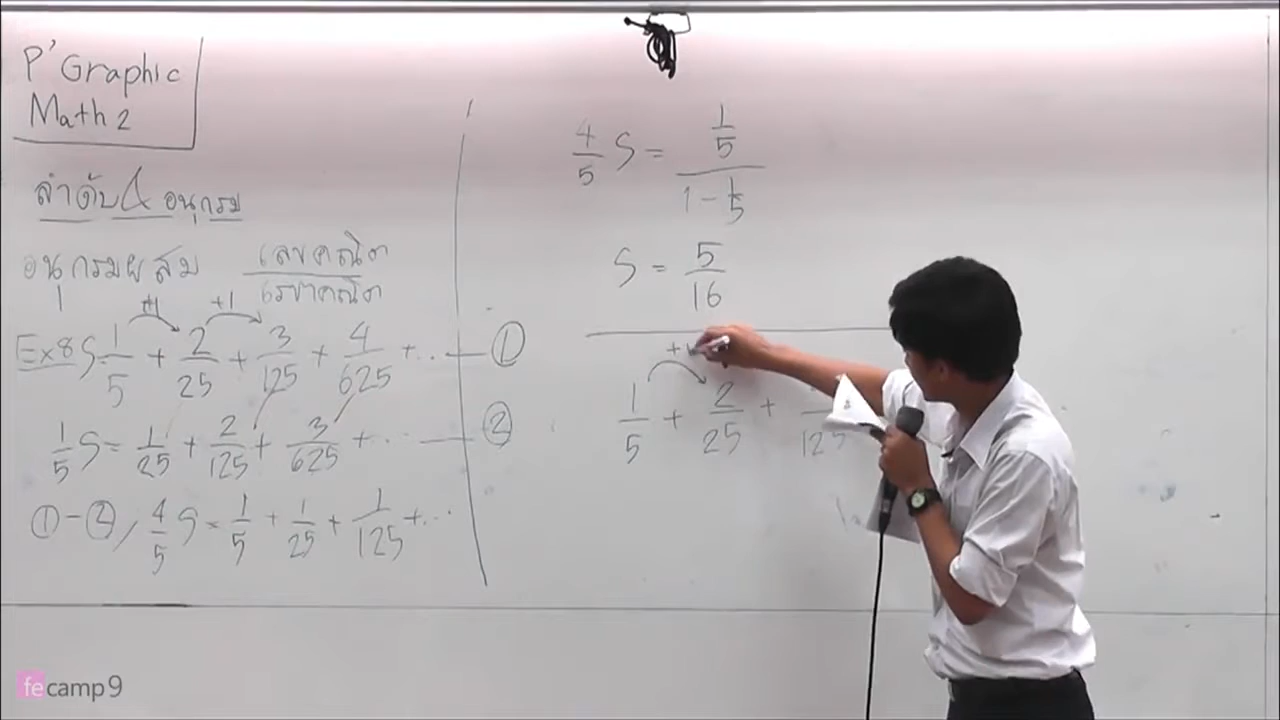 P' Graphic
Math 2
ลำดับ & อนุกรม
อนุกรมผสม เลขคณิต
เรขาคณิต
1 +1 +1
Ex 8 S = 1/5 + 2/25 + 3/125 + 4/625 + ... — ①
1/5 S = 1/25 + 2/125 + 3/625 + ... — ②
① - ②, 4/5 S = 1/5 + 1/25 + 1/125 + ...
4/5 S = (1/5)/(1 - 1/5)
S = 5/16
1/5 + 2/25 + 125
fecamp9